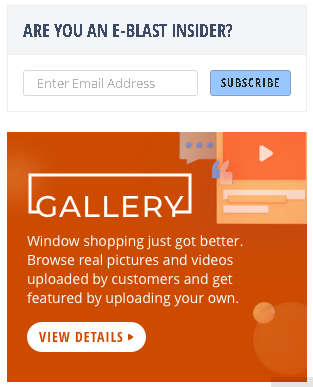 ARE YOU AN E-BLAST INSIDER?
Enter Email Address
SUBSCRIBE
GALLERY
Window shopping just got better.
Browse real pictures and videos
uploaded by customers and get
featured by uploading your own.
VIEW DETAILS